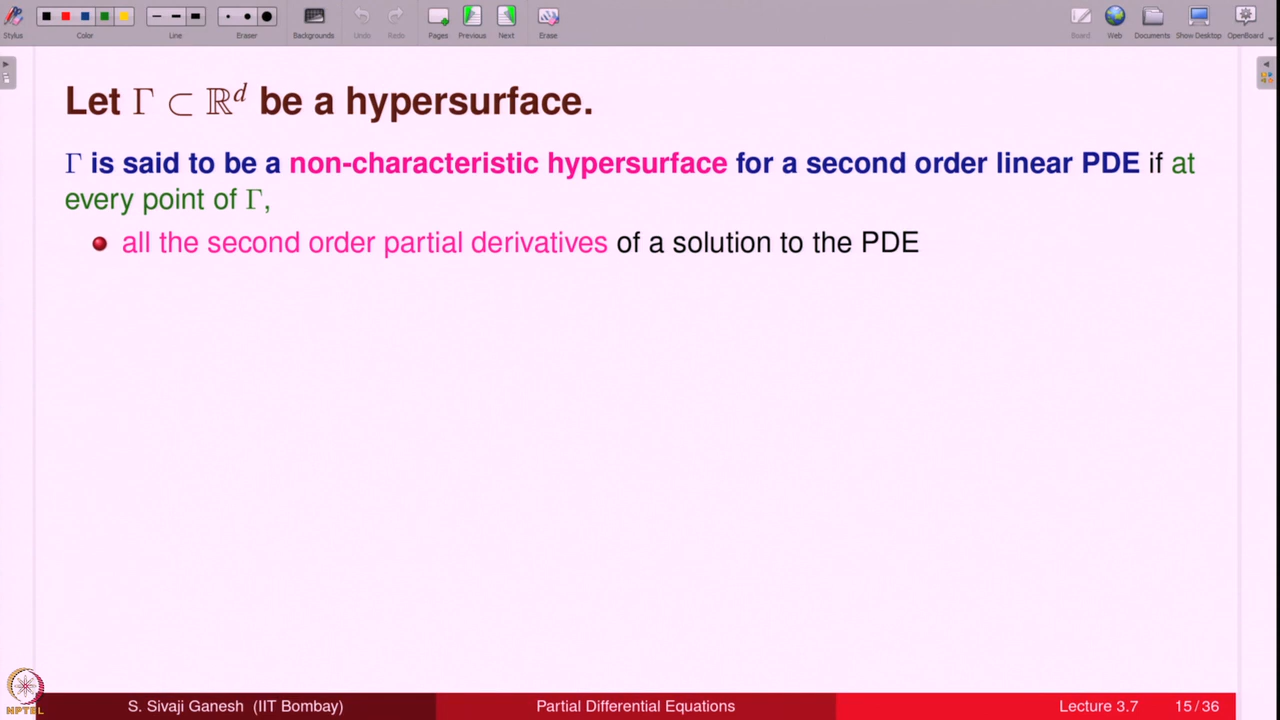 Stylus Color Line Eraser Backgrounds Undo Redo Pages Previous Next Erase Board Web Documents Show Desktop OpenBoard
Let Γ ⊂ ℝᵈ be a hypersurface.
Γ is said to be a non-characteristic hypersurface for a second order linear PDE if at
every point of Γ,
all the second order partial derivatives of a solution to the PDE
NPTEL
S. Sivaji Ganesh (IIT Bombay) Partial Differential Equations Lecture 3.7 15/36